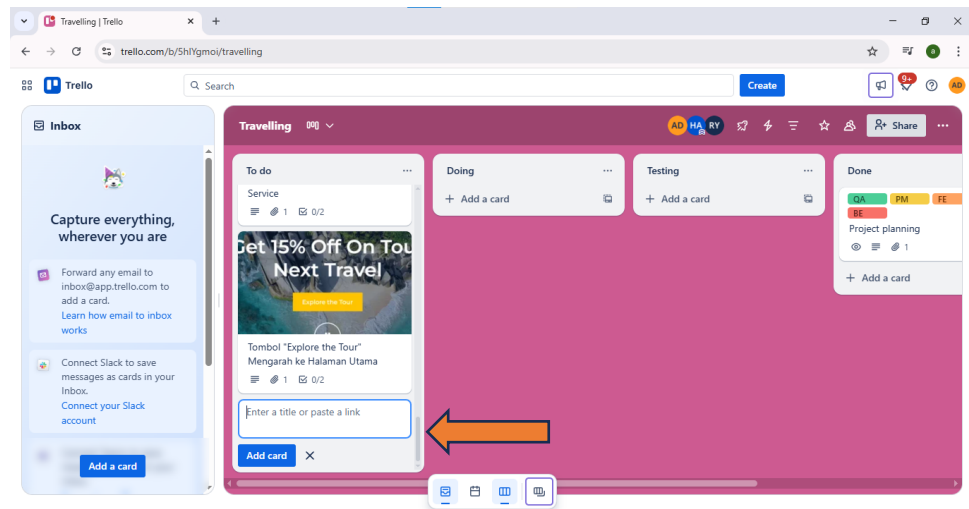 Travelling | Trello
trello.com/b/5hlYgmoi/travelling
a
Trello
Search
Create
9+
AD
Inbox
Capture everything,
wherever you are
Forward any email to
inbox@app.trello.com to
add a card.
Learn how email to inbox
works
Connect Slack to save
messages as cards in your
Inbox.
Connect your Slack
account
Add a card
Travelling
AD HA RY
Share
To do
Service
1 0/2
Get 15% Off On Tou
Next Travel
Explore the Tour
Tombol "Explore the Tour"
Mengarah ke Halaman Utama
1 0/2
Enter a title or paste a link
Add card
Doing
+ Add a card
Testing
+ Add a card
Done
QA PM FE
BE
Project planning
1
+ Add a card